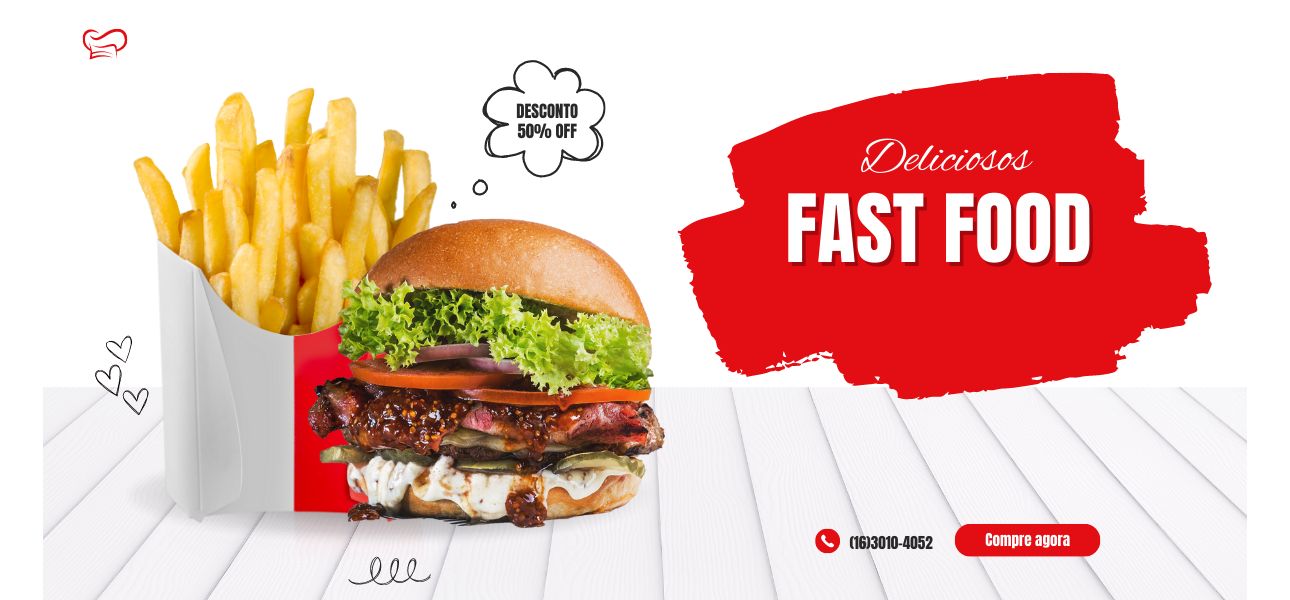 DESCONTO
50% OFF
Deliciosos
FAST FOOD
(16)3010-4052
Compre agora